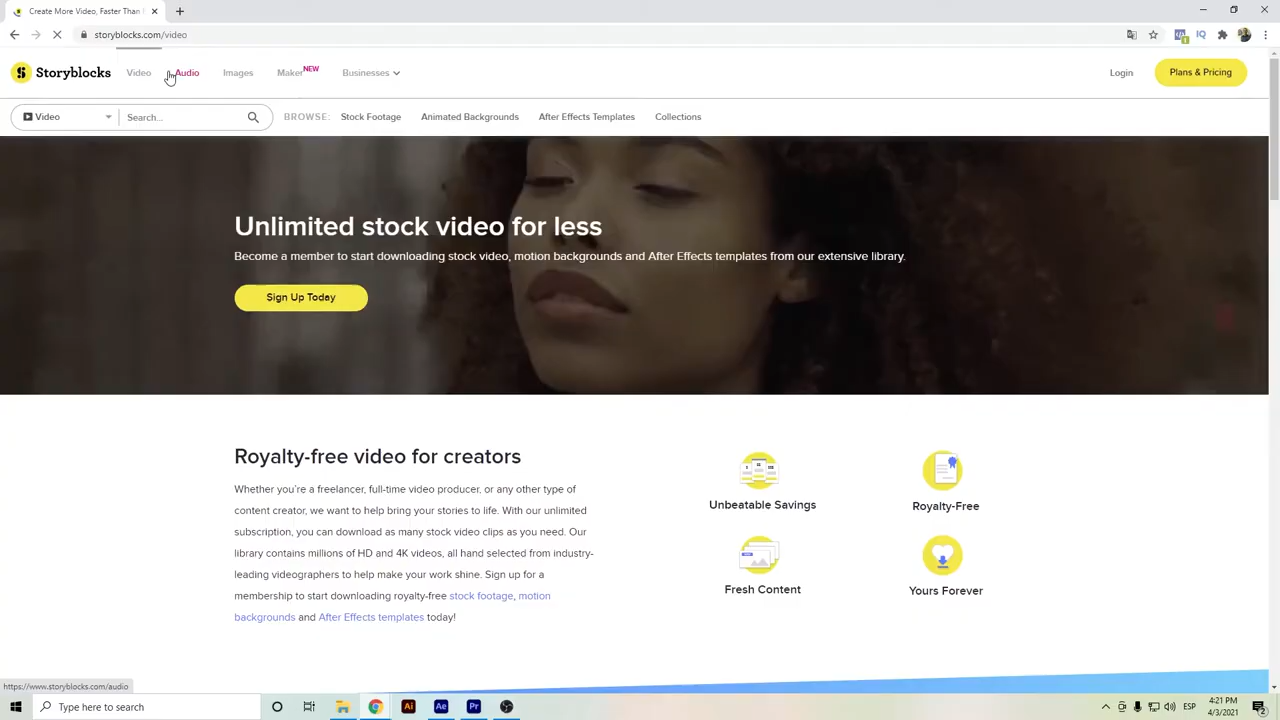 Create More Video, Faster Than
storyblocks.com/video
Storyblocks
Video
Audio
Images
Maker NEW
Businesses
Login
Plans & Pricing
Video
Search...
BROWSE:
Stock Footage
Animated Backgrounds
After Effects Templates
Collections
Unlimited stock video for less
Become a member to start downloading stock video, motion backgrounds and After Effects templates from our extensive library.
Sign Up Today
Royalty-free video for creators
Whether you're a freelancer, full-time video producer, or any other type of
content creator, we want to help bring your stories to life. With our unlimited
subscription, you can download as many stock video clips as you need. Our
library contains millions of HD and 4K videos, all hand selected from industry-
leading videographers to help make your work shine. Sign up for a
membership to start downloading royalty-free stock footage, motion
backgrounds and After Effects templates today!
Unbeatable Savings
Royalty-Free
Fresh Content
Yours Forever
https://www.storyblocks.com/audio
Type here to search
Ai
Ae
Pr
ESP
4:21 PM
4/3/2021
2